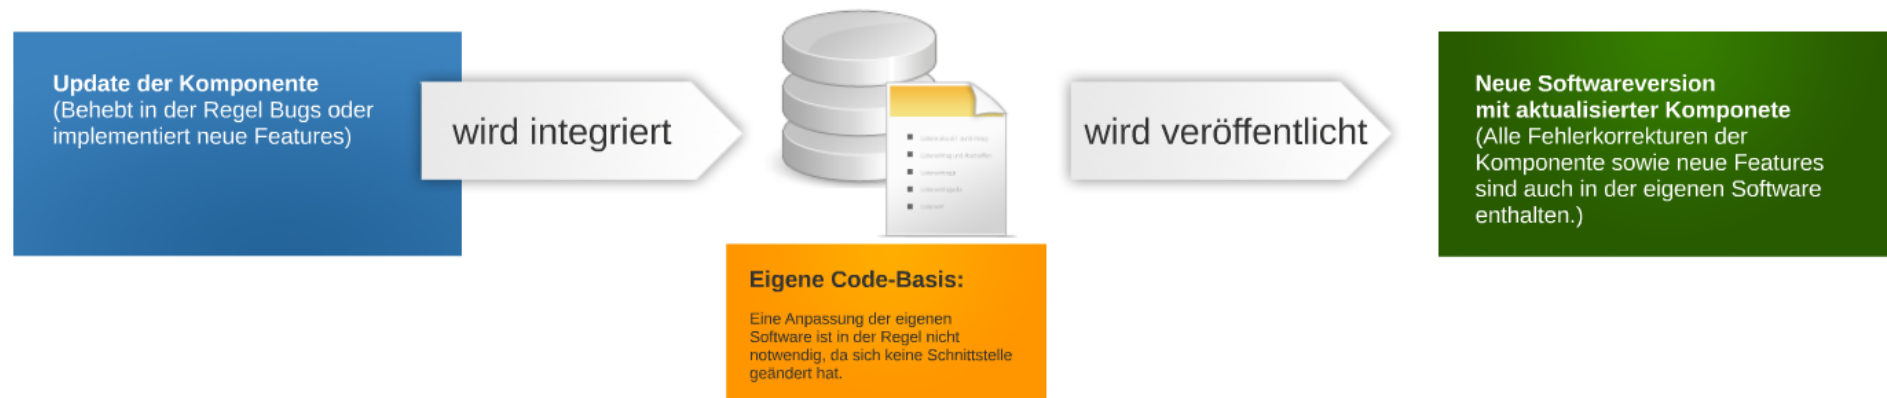 Update der Komponente
(Behebt in der Regel Bugs oder
implementiert neue Features)
wird integriert
Eigene Code-Basis:
Eine Anpassung der eigenen
Software ist in der Regel nicht
notwendig, da sich keine Schnittstelle
geändert hat.
wird veröffentlicht
Neue Softwareversion
mit aktualisierter Komponete
(Alle Fehlerkorrekturen der
Komponente sowie neue Features
sind auch in der eigenen Software
enthalten.)